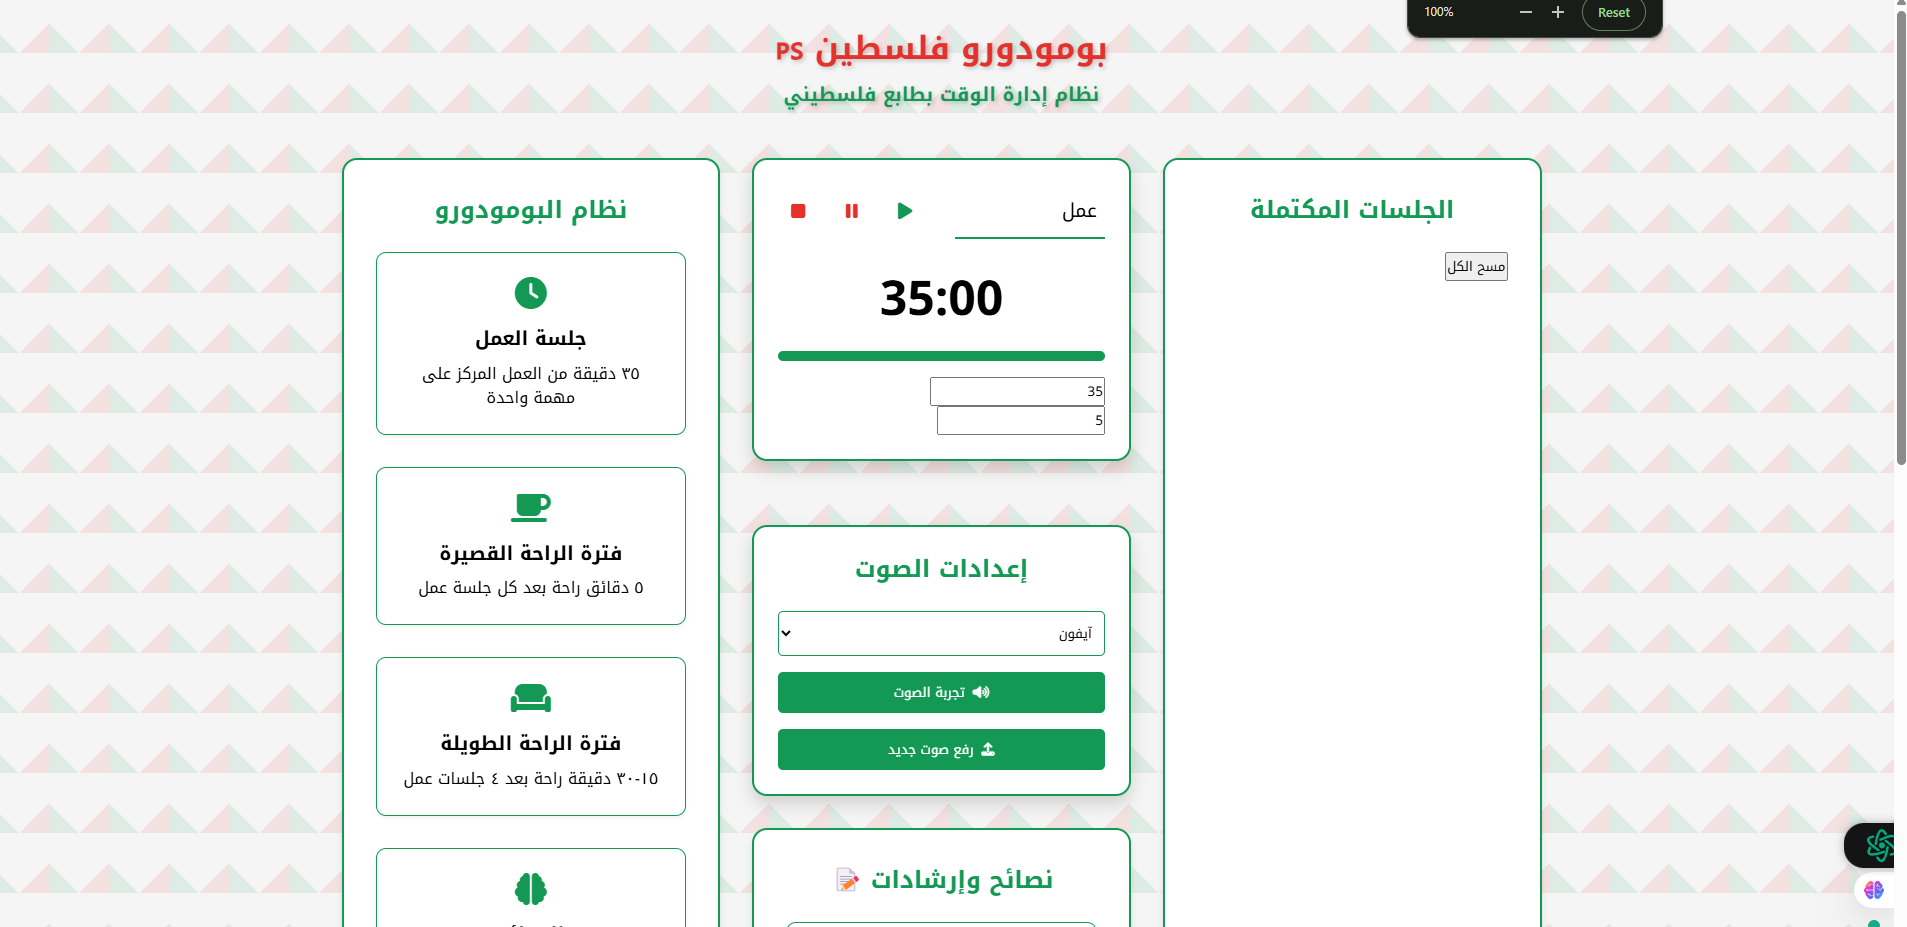 100%
Reset
بومودورو فلسطين PS
نظام إدارة الوقت بطابع فلسطيني
الجلسات المكتملة
مسح الكل
عمل
35:00
35
5
إعدادات الصوت
آيفون
تجربة الصوت
رفع صوت جديد
نصائح وإرشادات
نظام البومودورو
جلسة العمل
٣٥ دقيقة من العمل المركز على
مهمة واحدة
فترة الراحة القصيرة
٥ دقائق راحة بعد كل جلسة عمل
فترة الراحة الطويلة
١٥-٣٠ دقيقة راحة بعد ٤ جلسات عمل